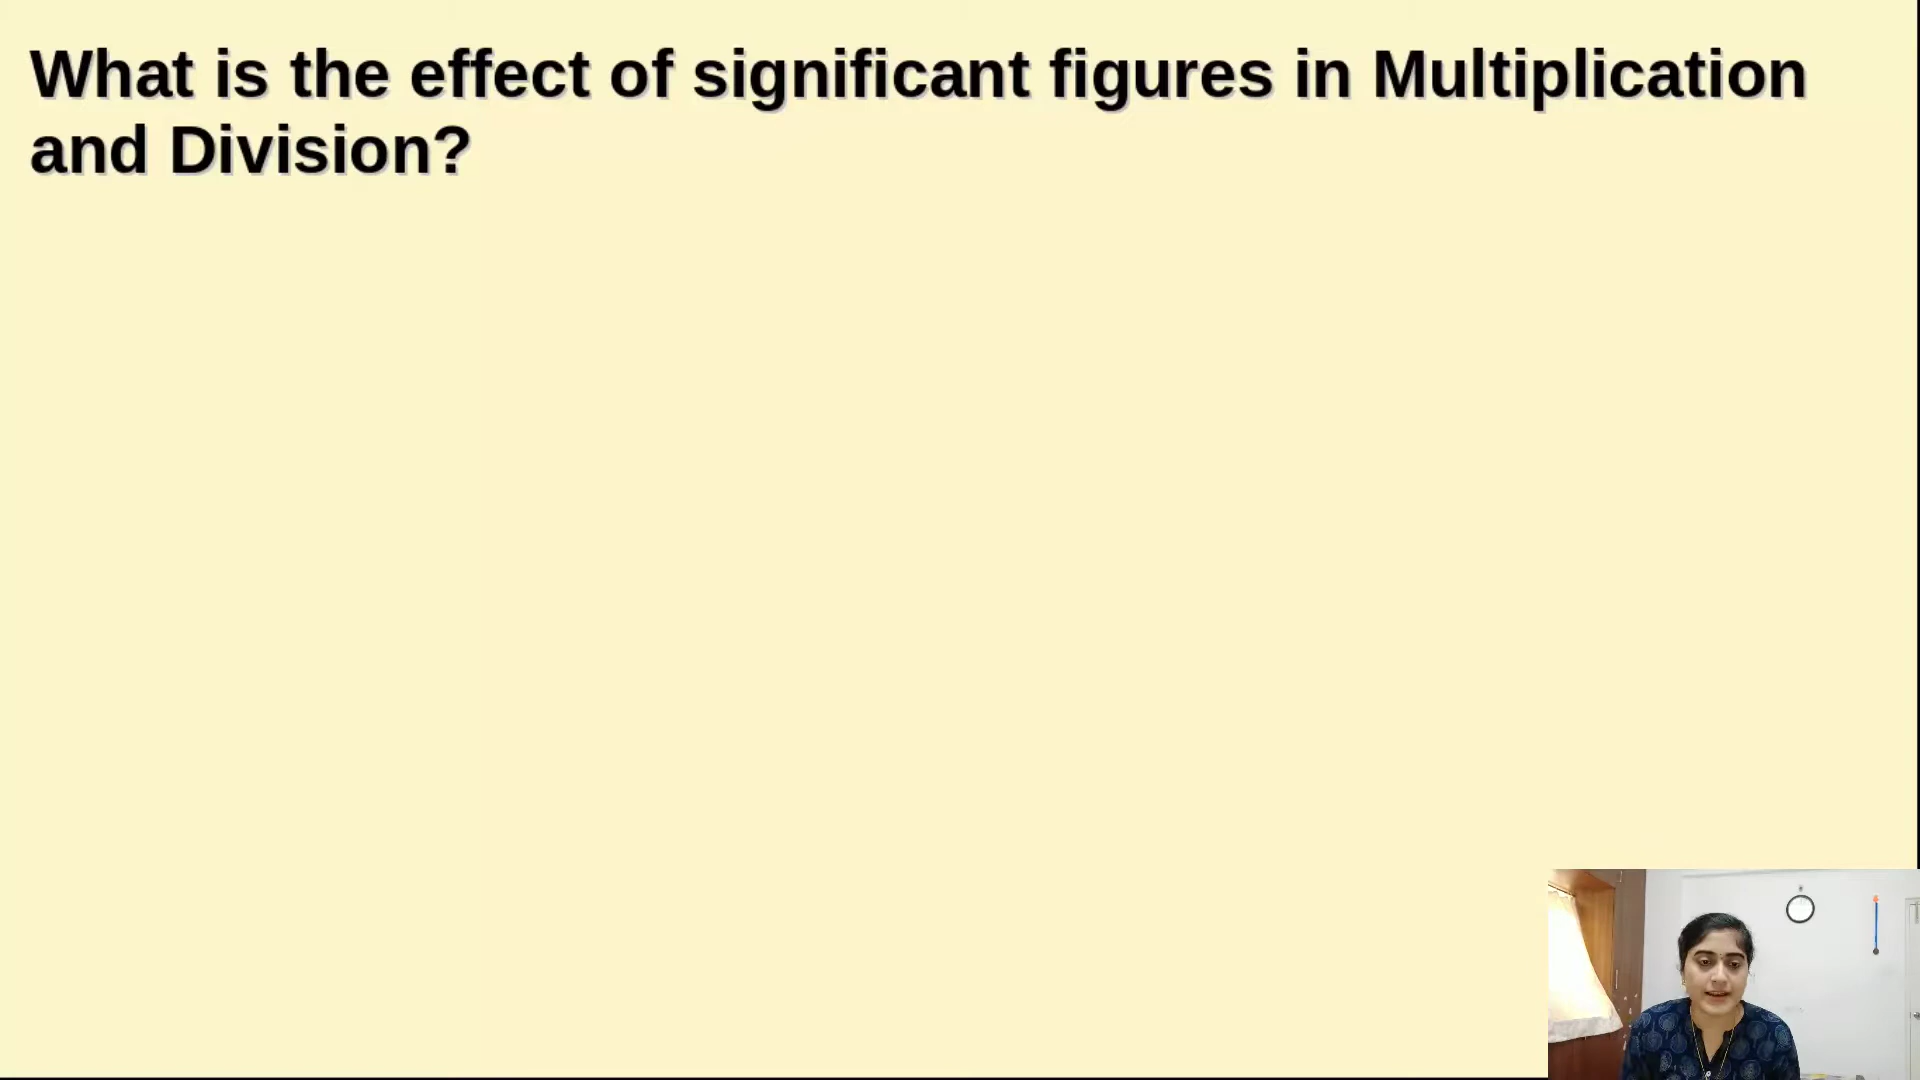 What is the effect of significant figures in Multiplication
and Division?